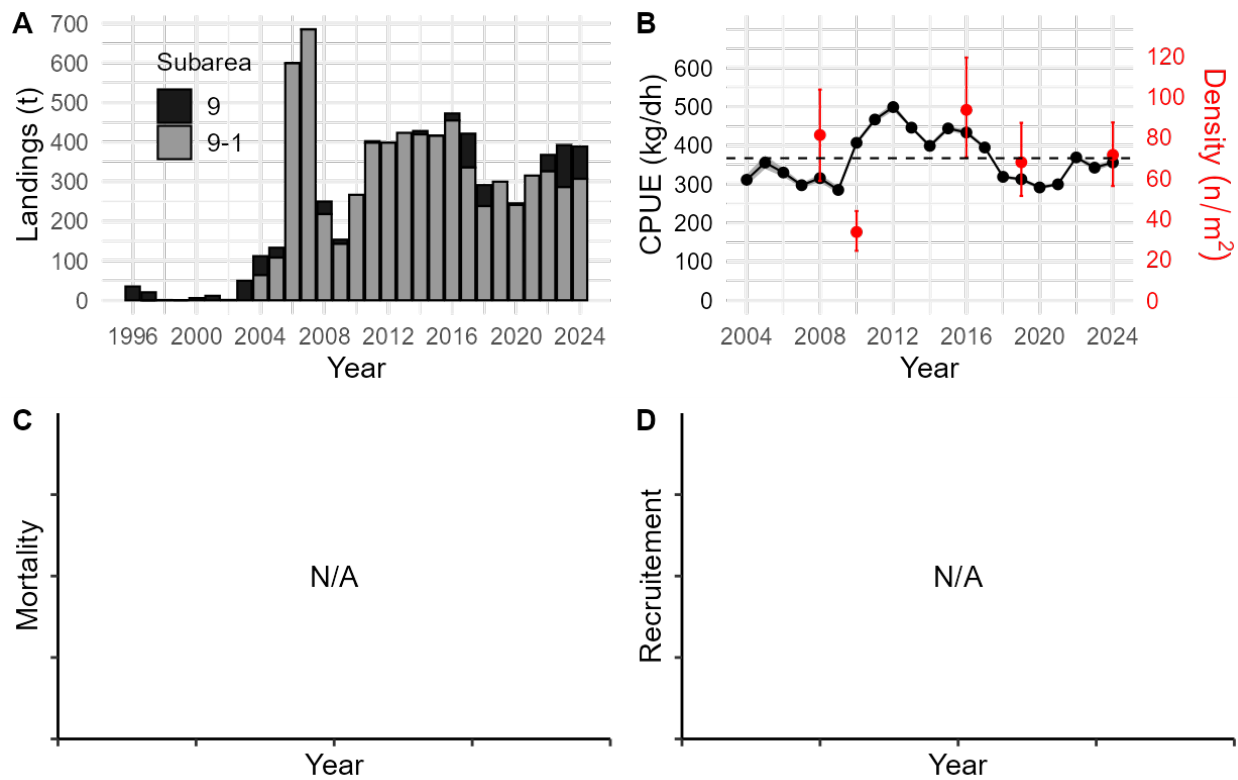 A
Landings (t)
700
600
500
400
300
200
100
0
Subarea
9
9-1
1996 2000 2004 2008 2012 2016 2020 2024
Year
B
CPUE (kg/dh)
600
500
400
300
200
100
0
120
100
80
60
40
20
0
Density (n/m²)
2004 2008 2012 2016 2020 2024
Year
C
Mortality
N/A
Year
D
Recruitement
N/A
Year